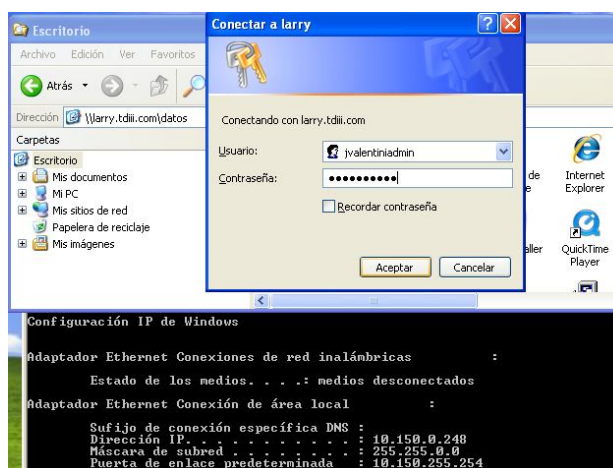 Escritorio
Archivo Edición Ver Favoritos
Atrás
Dirección \\larry.tdiii.com\datos
Carpetas
Escritorio
Mis documentos
Mi PC
Mis sitios de red
Papelera de reciclaje
Mis imágenes
Conectar a larry
Conectando con larry.tdiii.com
Usuario: jvalentiniadmin
Contraseña: ●●●●●●●●●●
Recordar contraseña
Aceptar Cancelar
de
Internet
Explorer
QuickTime
Player
Configuración IP de Windows
Adaptador Ethernet Conexiones de red inalámbricas :
Estado de los medios. . . .: medios desconectados
Adaptador Ethernet Conexión de área local :
Sufijo de conexión específica DNS :
Dirección IP. . . . . . . . . . . : 10.150.0.248
Máscara de subred . . . . . . . . : 255.255.0.0
Puerta de enlace predeterminada : 10.150.255.254